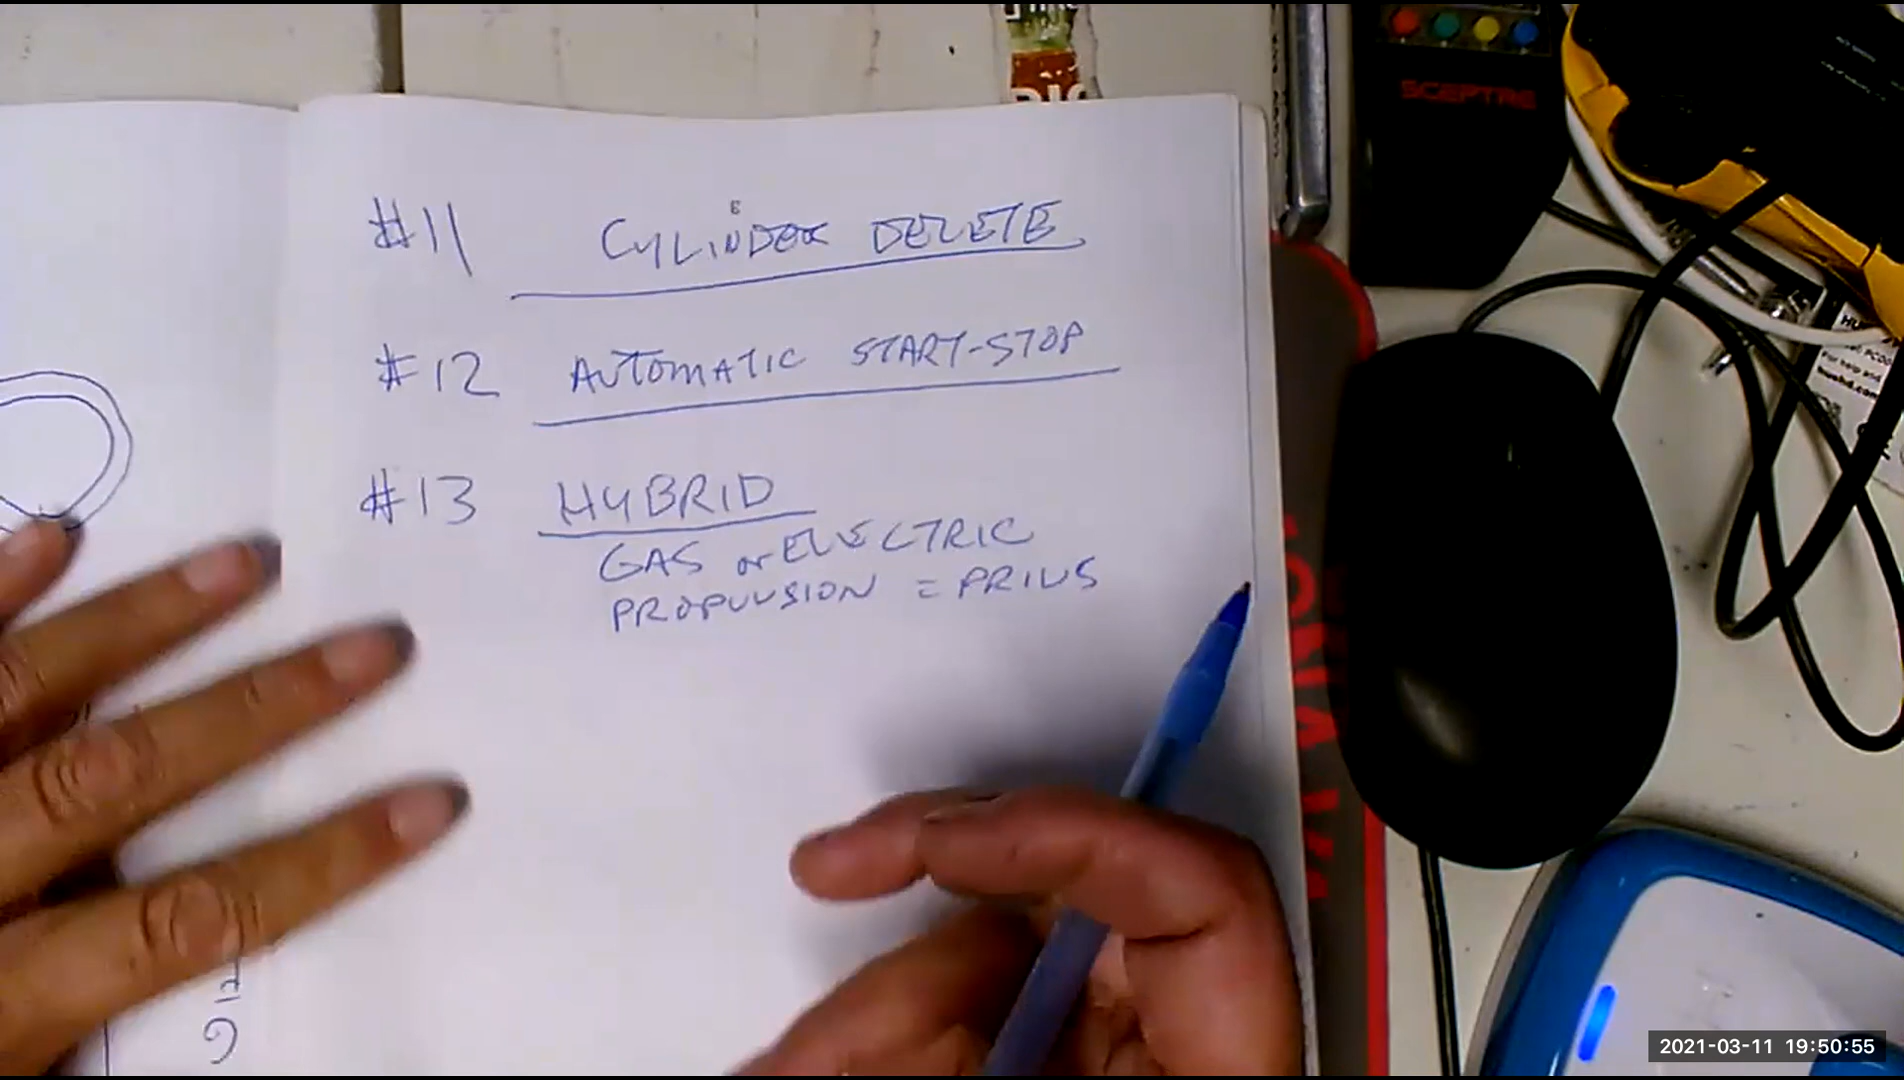 #11 CYLINDER DELETE
#12 AUTOMATIC START-STOP
#13 HYBRID
GAS or ELECTRIC
PROPULSION = PRIUS
SCEPTRE
2021-03-11 19:50:55